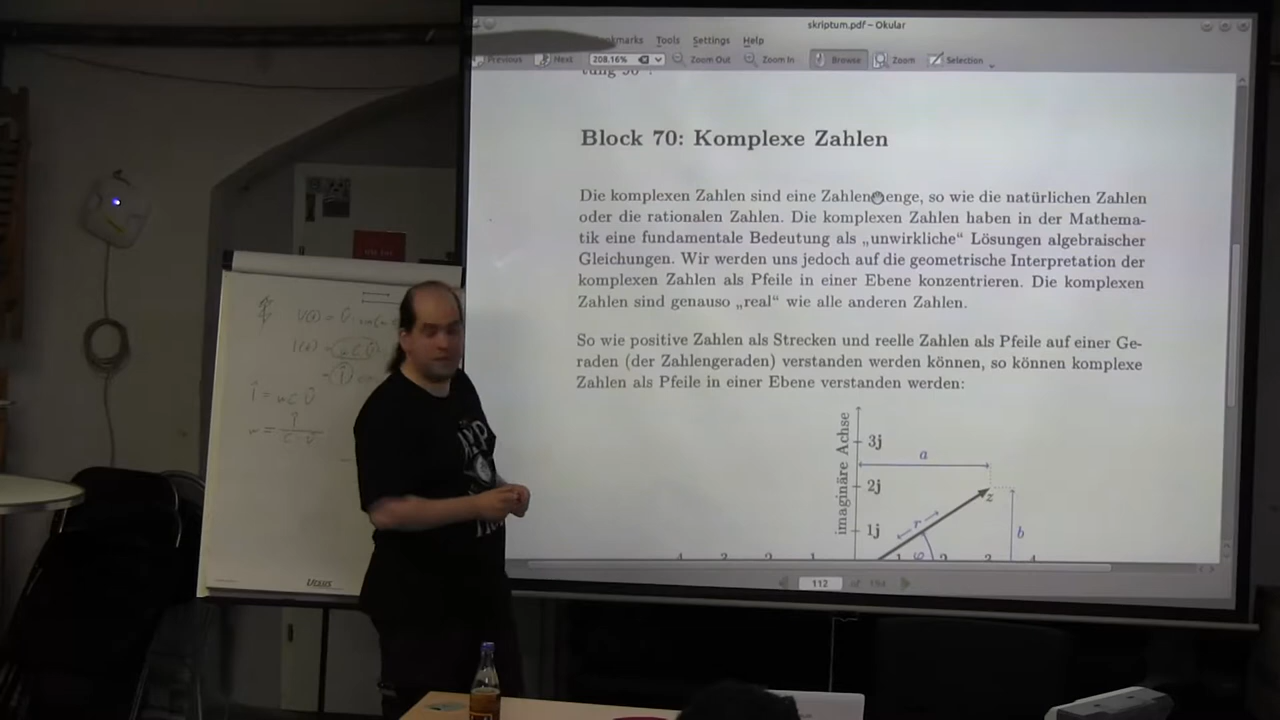 skriptum.pdf – Okular
Tools Settings Help
Previous Next 208.16% Zoom Out Zoom In Browse Zoom Selection
Block 70: Komplexe Zahlen
Die komplexen Zahlen sind eine Zahlenmenge, so wie die natürlichen Zahlen
oder die rationalen Zahlen. Die komplexen Zahlen haben in der Mathema-
tik eine fundamentale Bedeutung als „unwirkliche“ Lösungen algebraischer
Gleichungen. Wir werden uns jedoch auf die geometrische Interpretation der
komplexen Zahlen als Pfeile in einer Ebene konzentrieren. Die komplexen
Zahlen sind genauso „real“ wie alle anderen Zahlen.
So wie positive Zahlen als Strecken und reelle Zahlen als Pfeile auf einer Ge-
raden (der Zahlengeraden) verstanden werden können, so können komplexe
Zahlen als Pfeile in einer Ebene verstanden werden:
imaginäre Achse
3j
a
2j
z
r
1j
b
φ
112 of 194